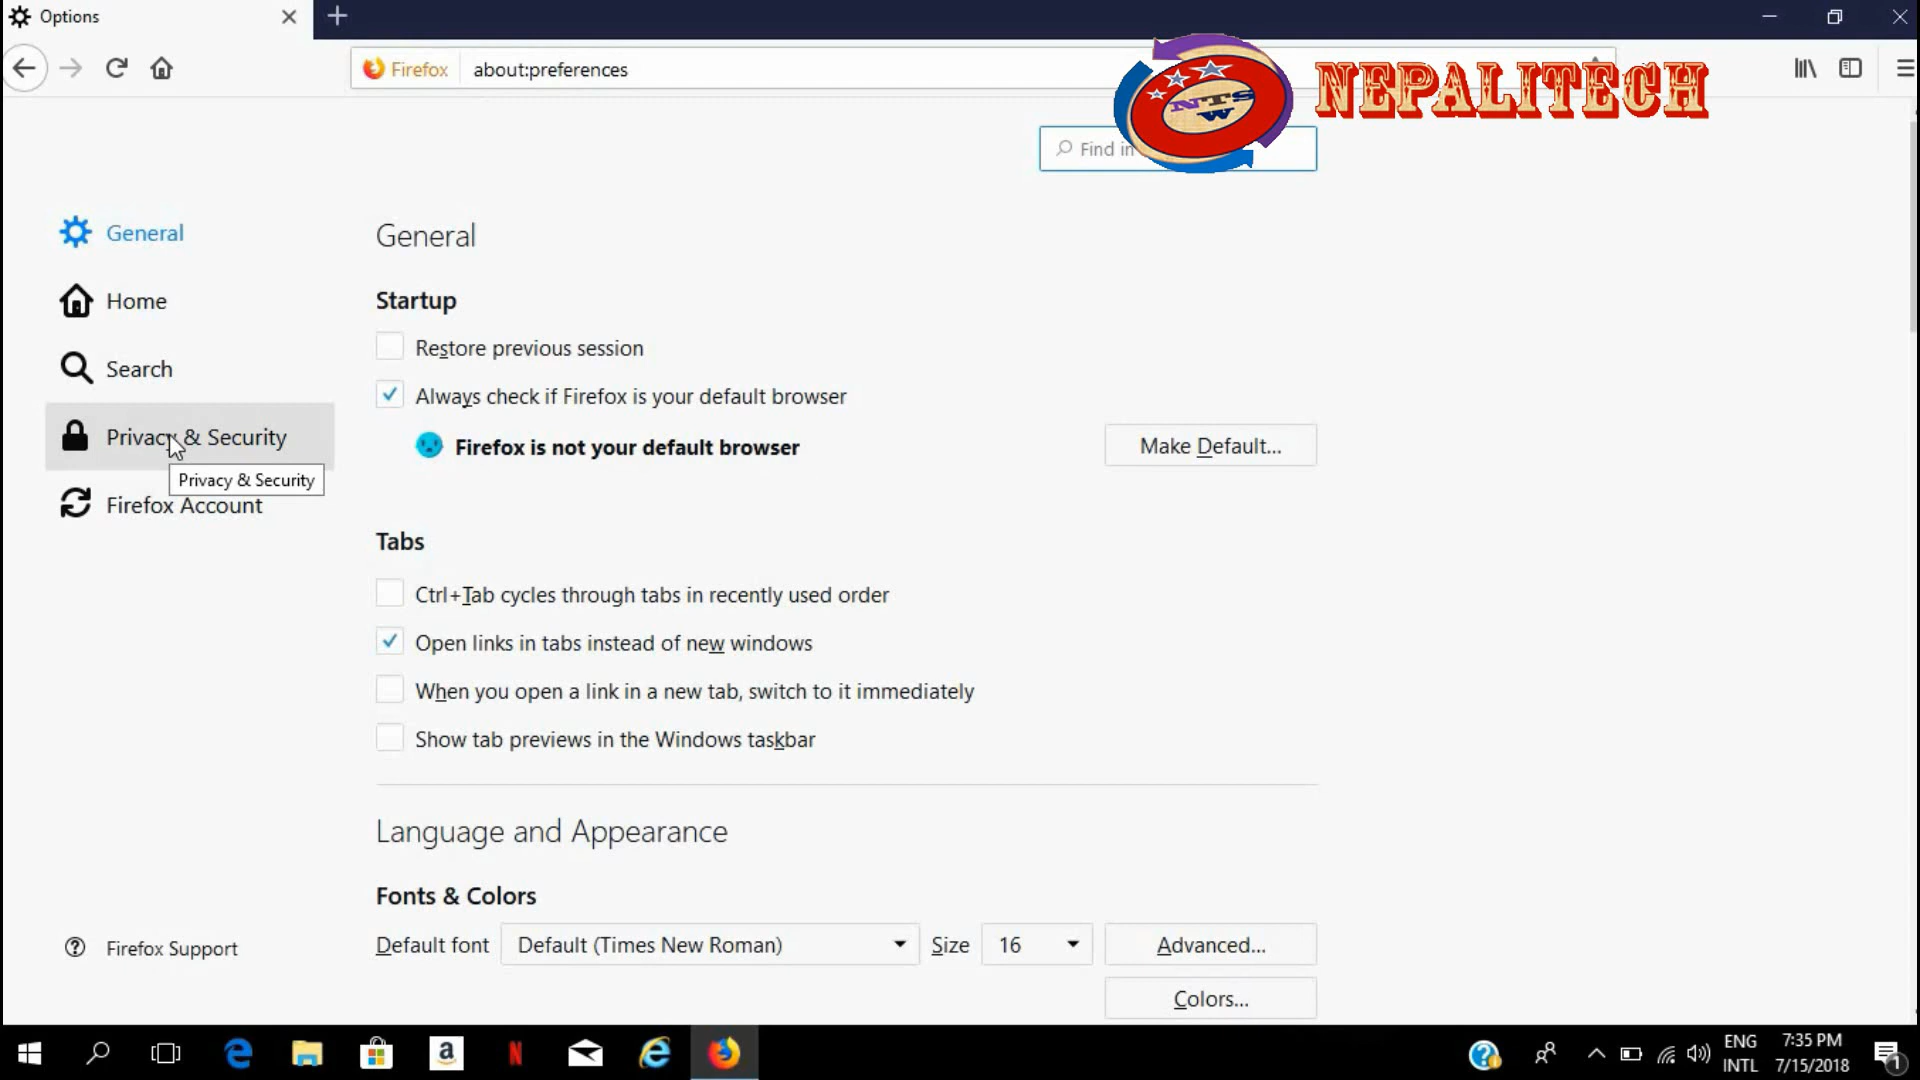 Options
Firefox
about:preferences
NTS
W
NEPALITECH
Find in
General
Home
Search
Privacy & Security
Privacy & Security
Firefox Account
Firefox Support
General
Startup
Restore previous session
Always check if Firefox is your default browser
Firefox is not your default browser
Make Default...
Tabs
Ctrl+Tab cycles through tabs in recently used order
Open links in tabs instead of new windows
When you open a link in a new tab, switch to it immediately
Show tab previews in the Windows taskbar
Language and Appearance
Fonts & Colors
Default font Default (Times New Roman) Size 16 Advanced...
Colors...
ENG 7:35 PM
INTL 7/15/2018
1